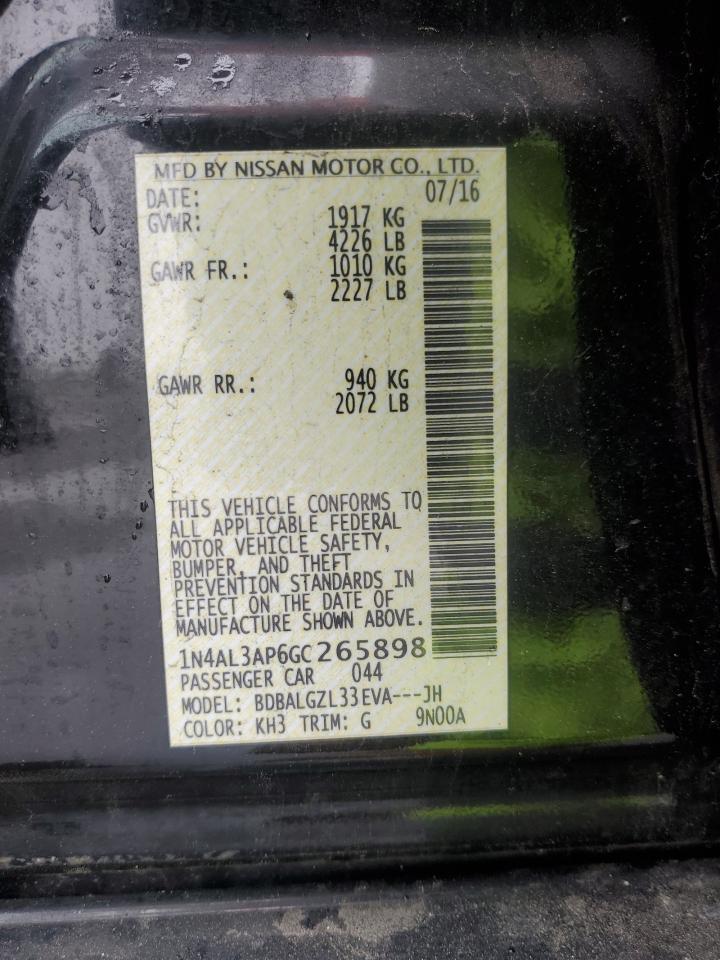 MFD BY NISSAN MOTOR CO., LTD.
DATE: 07/16
GVWR: 1917 KG
4226 LB
GAWR FR.: 1010 KG
2227 LB
GAWR RR.: 940 KG
2072 LB
THIS VEHICLE CONFORMS TO
ALL APPLICABLE FEDERAL
MOTOR VEHICLE SAFETY,
BUMPER, AND THEFT
PREVENTION STANDARDS IN
EFFECT ON THE DATE OF
MANUFACTURE SHOWN ABOVE.
1N4AL3AP6GC265898
PASSENGER CAR 044
MODEL: BDBALGZL33EVA---JH
COLOR: KH3 TRIM: G 9N00A